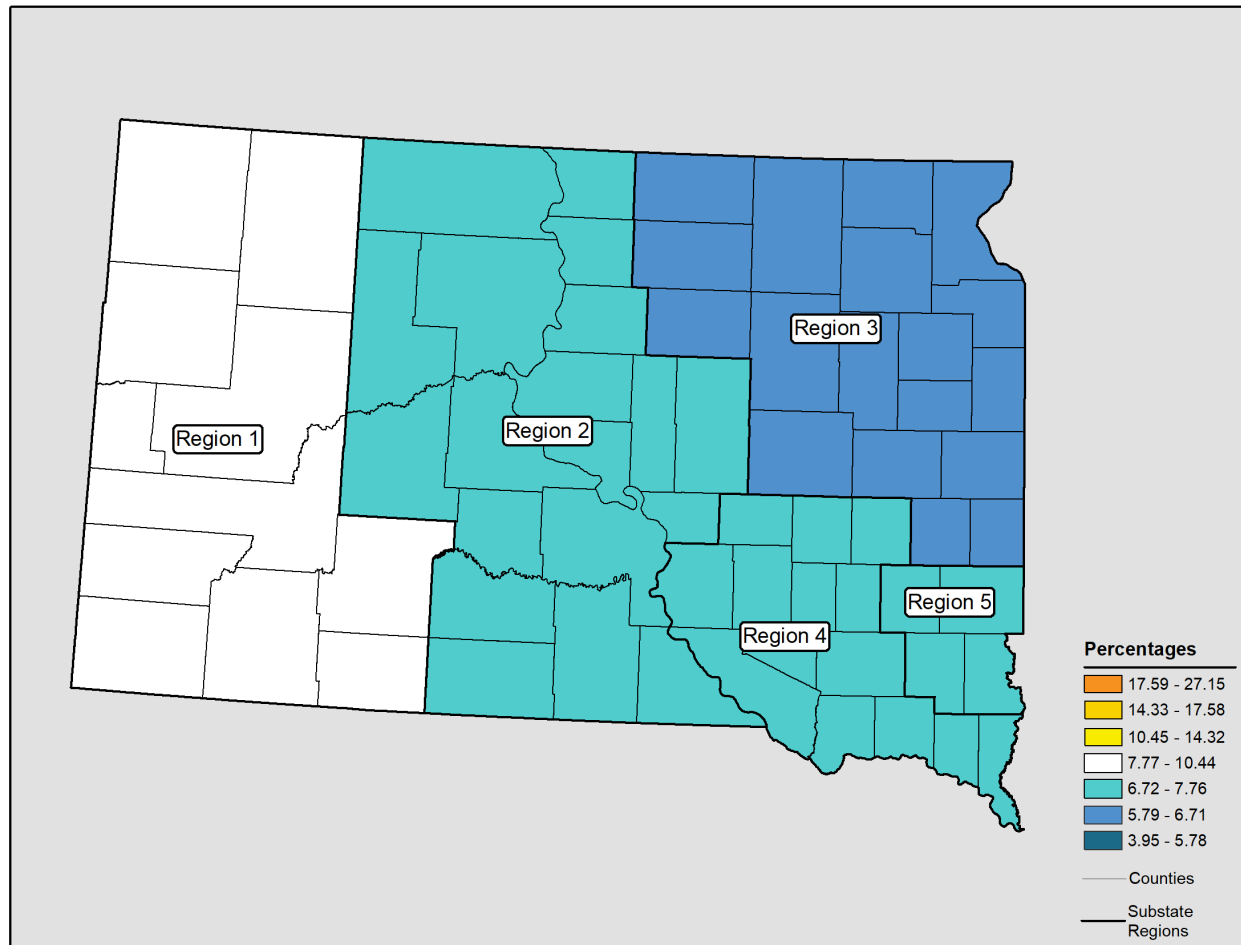 Region 3
Region 2
Region 1
Region 5
Region 4
Percentages
17.59 - 27.15
14.33 - 17.58
10.45 - 14.32
7.77 - 10.44
6.72 - 7.76
5.79 - 6.71
3.95 - 5.78
Counties
Substate
Regions